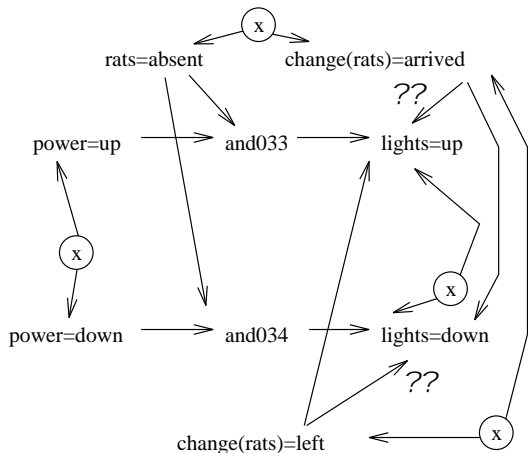 x
rats=absent change(rats)=arrived
??
power=up and033 lights=up
x
x
power=down and034 lights=down
??
x
change(rats)=left